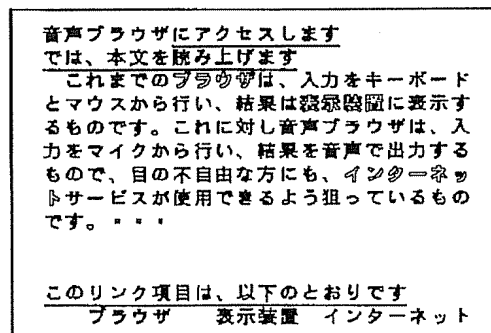 音声ブラウザにアクセスします
では、本文を読み上げます
これまでのブラウザは、入力をキーボード
とマウスから行い、結果は表示装置に表示す
るものです。これに対し音声ブラウザは、入
力をマイクから行い、結果を音声で出力する
もので、目の不自由な方にも、インターネッ
トサービスが使用できるよう狙っているもの
です。・・・
このリンク項目は、以下のとおりです
ブラウザ 表示装置 インターネット